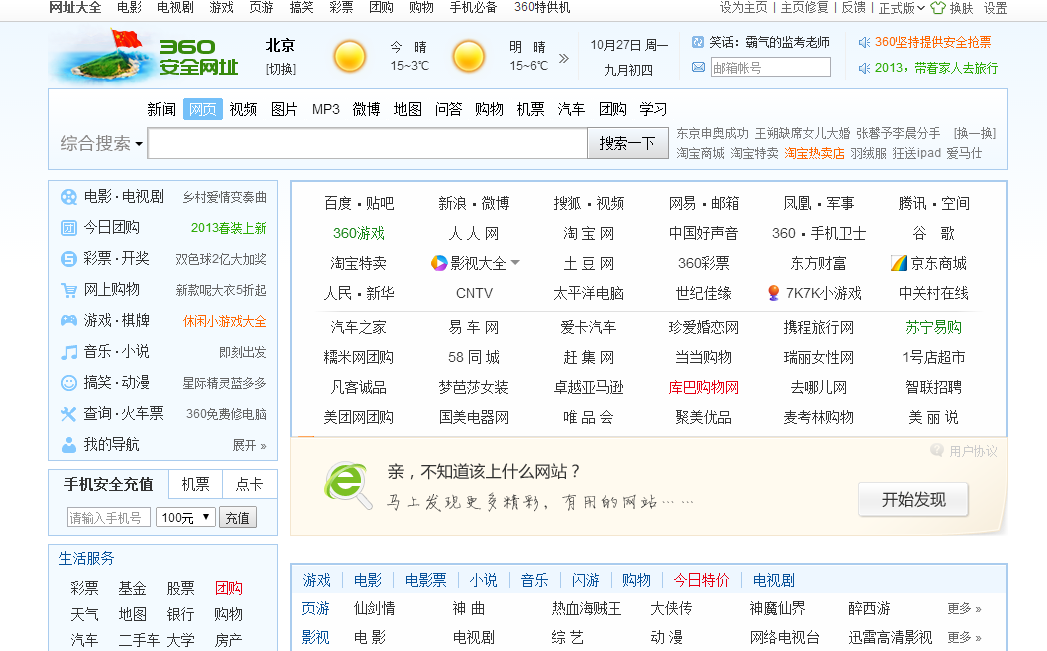 网址大全 电影 电视剧 游戏 页游 搞笑 彩票 团购 购物 手机必备 360特供机 设为主页 | 主页修复 | 反馈 | 正式版 换肤 设置
360 安全网址
北京 [切换]
今 晴 15~3℃
明 晴 15~6℃ »
10月27日 周一
九月初四
笑话：霸气的监考老师
邮箱帐号
360坚持提供安全抢票
2013，带着家人去旅行
新闻 网页 视频 图片 MP3 微博 地图 问答 购物 机票 汽车 团购 学习
综合搜索 搜索一下
东京申奥成功 王朔缺席女儿大婚 张馨予李晨分手 [换一换]
淘宝商城 淘宝特卖 淘宝热卖店 羽绒服 狂送ipad 爱马仕
电影·电视剧 乡村爱情变奏曲
今日团购 2013春装上新
彩票·开奖 双色球2亿大加奖
网上购物 新款呢大衣5折起
游戏·棋牌 休闲小游戏大全
音乐·小说 即刻出发
搞笑·动漫 星际精灵蓝多多
查询·火车票 360免费修电脑
我的导航 展开 »
手机安全充值 机票 点卡
请输入手机号 100元 充值
生活服务
彩票 基金 股票 团购
天气 地图 银行 购物
汽车 二手车 大学 房产
百度·贴吧 新浪·微博 搜狐·视频 网易·邮箱 凤凰·军事 腾讯·空间
360游戏 人 人 网 淘 宝 网 中国好声音 360·手机卫士 谷 歌
淘宝特卖 影视大全 土 豆 网 360彩票 东方财富 京东商城
人民·新华 CNTV 太平洋电脑 世纪佳缘 7K7K小游戏 中关村在线
汽车之家 易 车 网 爱卡汽车 珍爱婚恋网 携程旅行网 苏宁易购
糯米网团购 58 同 城 赶 集 网 当当购物 瑞丽女性网 1号店超市
凡客诚品 梦芭莎女装 卓越亚马逊 库巴购物网 去哪儿网 智联招聘
美团网团购 国美电器网 唯 品 会 聚美优品 麦考林购物 美 丽 说
用户协议
亲，不知道该上什么网站？
马上发现更多精彩，有用的网站……
开始发现
游戏 电影 电影票 小说 音乐 闪游 购物 今日特价 电视剧
页游 仙剑情 神 曲 热血海贼王 大侠传 神魔仙界 醉西游 更多 »
影视 电 影 电视剧 综 艺 动 漫 网络电视台 迅雷高清影视 更多 »